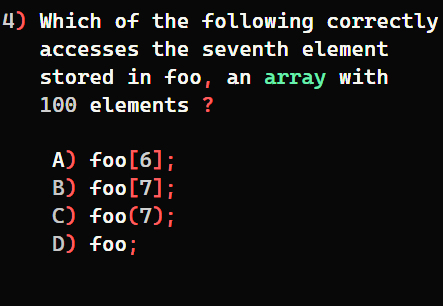 4) Which of the following correctly
accesses the seventh element
stored in foo, an array with
100 elements ?
A) foo[6];
B) foo[7];
C) foo(7);
D) foo;